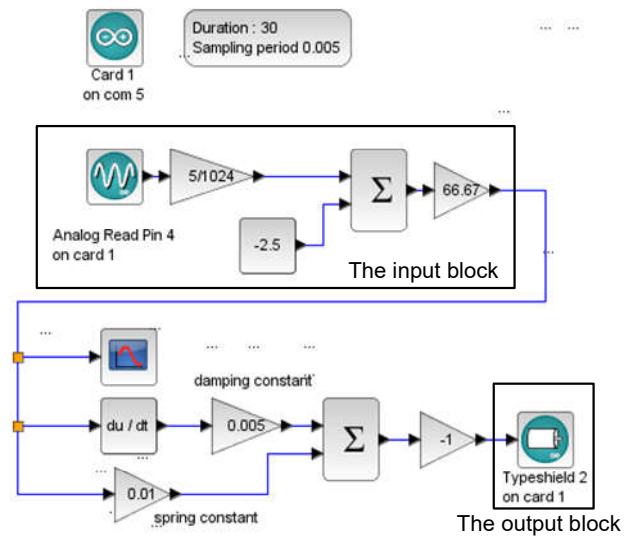 Duration : 30
Sampling period 0.005
Card 1
on com 5
5/1024
Σ
66.67
Analog Read Pin 4
on card 1
-2.5
The input block
damping constant
du / dt
0.005
Σ
-1
0.01
spring constant
Typeshield 2
on card 1
The output block